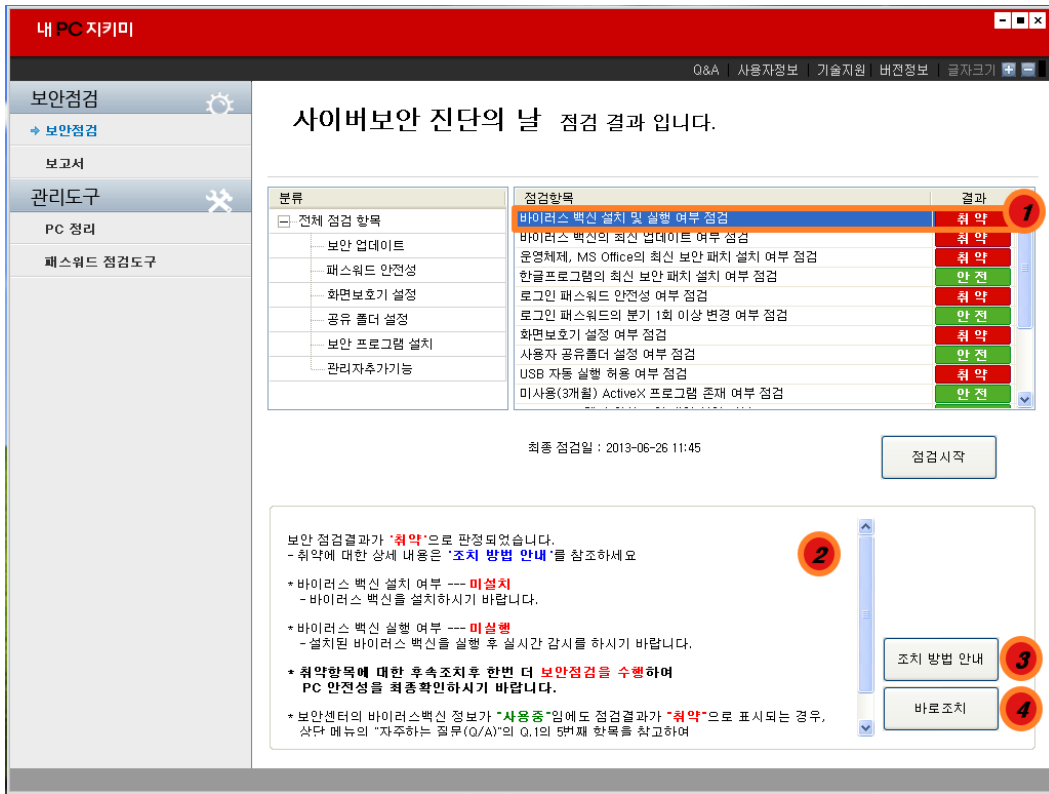 내 PC 지키미
Q&A 사용자정보 기술지원 버전정보 글자크기
보안점검
보안점검
보고서
관리도구
PC 정리
패스워드 점검도구
사이버보안 진단의 날 점검 결과 입니다.
분류
전체 점검 항목
보안 업데이트
패스워드 안전성
화면보호기 설정
공유 폴더 설정
보안 프로그램 설치
관리자추가기능
점검항목 결과
바이러스 백신 설치 및 실행 여부 점검 취약 1
바이러스 백신의 최신 업데이트 여부 점검 취약
운영체제, MS Office의 최신 보안 패치 설치 여부 점검 취약
한글프로그램의 최신 보안 패치 설치 여부 점검 안전
로그인 패스워드 안전성 여부 점검 취약
로그인 패스워드의 분기 1회 이상 변경 여부 점검 안전
화면보호기 설정 여부 점검 취약
사용자 공유폴더 설정 여부 점검 안전
USB 자동 실행 허용 여부 점검 취약
미사용(3개월) ActiveX 프로그램 존재 여부 점검 안전
최종 점검일 : 2013-06-26 11:45
점검시작
보안 점검결과가 '취약'으로 판정되었습니다.
- 취약에 대한 상세 내용은 '조치 방법 안내'를 참조하세요
2
* 바이러스 백신 설치 여부 --- 미설치
- 바이러스 백신을 설치하시기 바랍니다.
* 바이러스 백신 실행 여부 --- 미실행
- 설치된 바이러스 백신을 실행 후 실시간 감시를 하시기 바랍니다.
* 취약항목에 대한 후속조치후 한번 더 보안점검을 수행하여
PC 안전성을 최종확인하시기 바랍니다.
* 보안센터의 바이러스백신 정보가 "사용중"임에도 점검결과가 "취약"으로 표시되는 경우,
상단 메뉴의 "자주하는 질문(Q/A)"의 Q.1의 5번째 항목을 참고하여
조치 방법 안내 3
바로조치 4